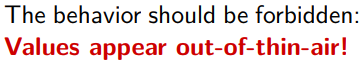 The behavior should be forbidden:
Values appear out-of-thin-air!